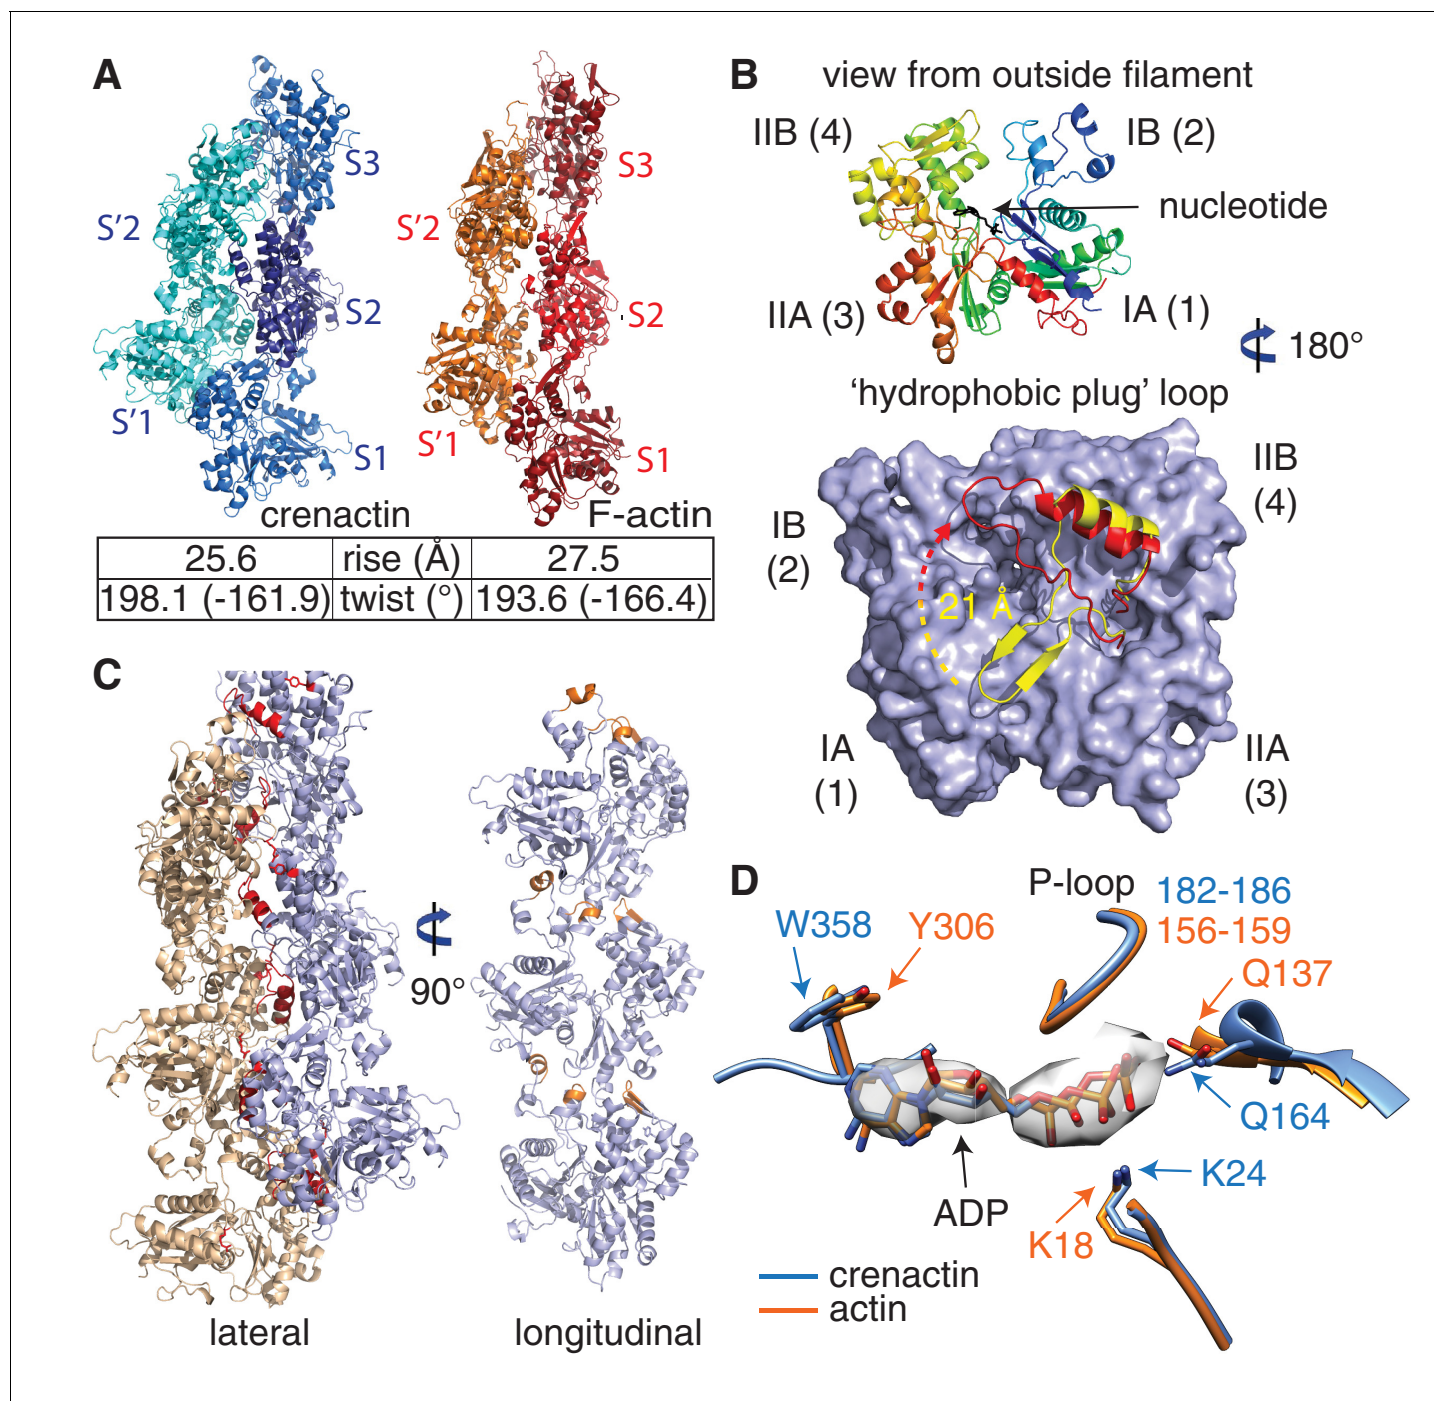 A
S3
S'2
S2
S'1
S1
crenactin
S3
S'2
S2
S'1
S1
F-actin
25.6 rise (Å) 27.5
198.1 (-161.9) twist (°) 193.6 (-166.4)
B
view from outside filament
IIB (4)
IB (2)
nucleotide
IIA (3)
IA (1)
180°
'hydrophobic plug' loop
IIB
(4)
IB
(2)
21 Å
IA
(1)
IIA
(3)
C
90°
lateral
longitudinal
D
P-loop
182-186
156-159
W358
Y306
Q137
Q164
ADP
K24
K18
crenactin
actin